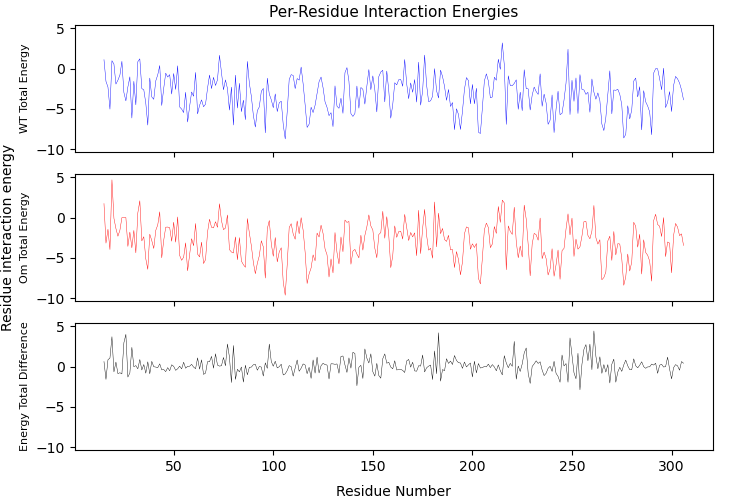 Per-Residue Interaction Energies
Residue interaction energy
WT Total Energy
5
0
−5
−10
Om Total Energy
5
0
−5
−10
Energy Total Difference
5
0
−5
−10
50 100 150 200 250 300
Residue Number